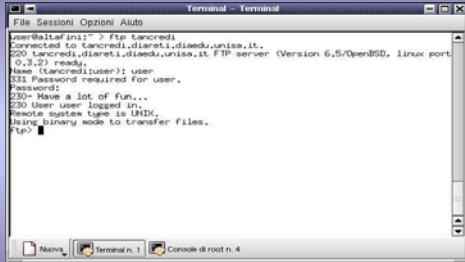 Terminal - Terminal
File Sessioni Opzioni Aiuto
user@altafini:~ > ftp tancredi
Connected to tancredi.diareti.diaedu.unisa.it.
220 tancredi.diareti.diaedu.unisa.it FTP server (Version 6.5/OpenBSD, linux port
0.3.2) ready.
Name (tancredi:user): user
331 Password required for user.
Password:
230- Have a lot of fun...
230 User user logged in.
Remote system type is UNIX.
Using binary mode to transfer files.
ftp>
Nuova Terminal n. 1 Console di root n. 4